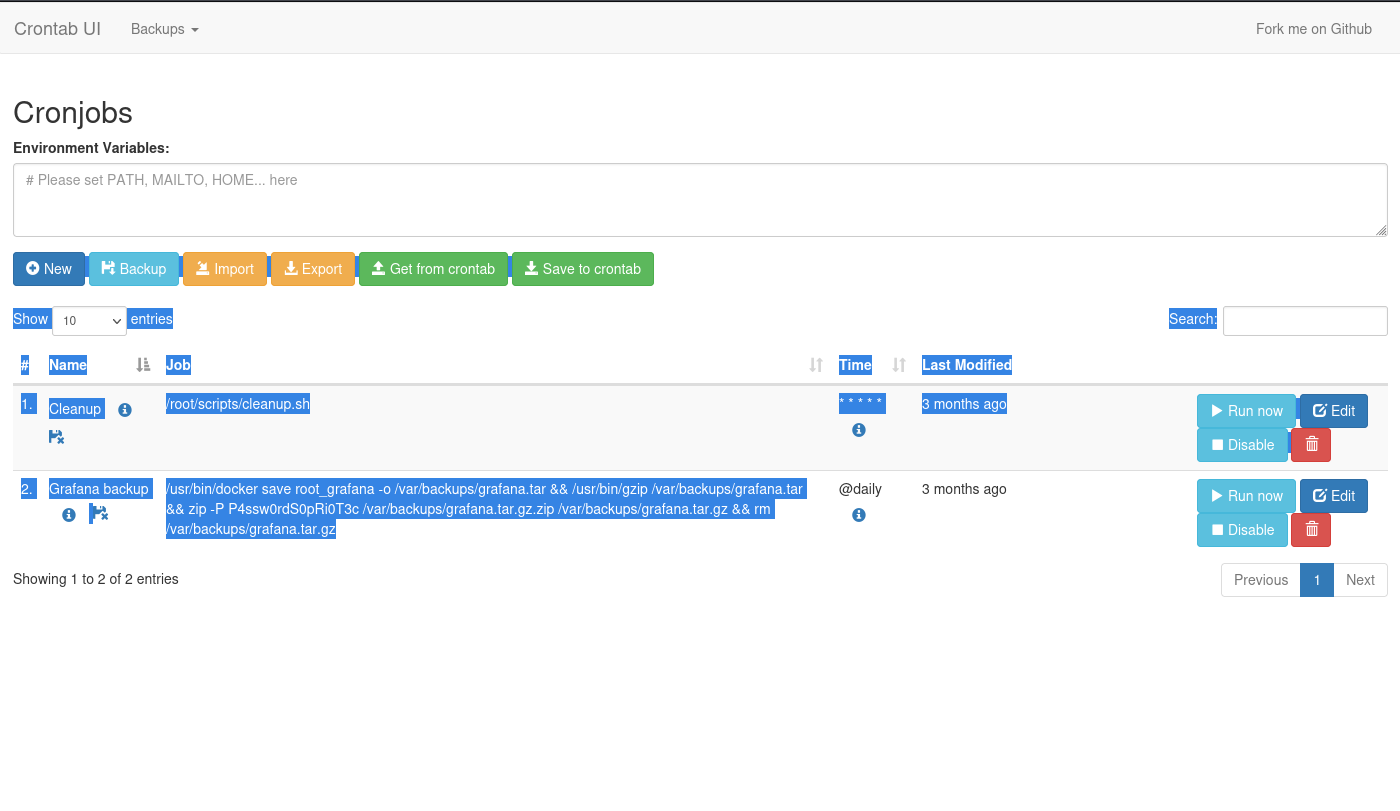 Crontab UI Backups Fork me on Github
Cronjobs
Environment Variables:
# Please set PATH, MAILTO, HOME... here
New Backup Import Export Get from crontab Save to crontab
Show 10 entries Search:
# Name Job Time Last Modified
1. Cleanup /root/scripts/cleanup.sh * * * * * 3 months ago Run now Edit
Disable
2. Grafana backup /usr/bin/docker save root_grafana -o /var/backups/grafana.tar && /usr/bin/gzip /var/backups/grafana.tar @daily 3 months ago Run now Edit
&& zip -P P4ssw0rdS0pRi0T3c /var/backups/grafana.tar.gz.zip /var/backups/grafana.tar.gz && rm
/var/backups/grafana.tar.gz Disable
Showing 1 to 2 of 2 entries Previous 1 Next